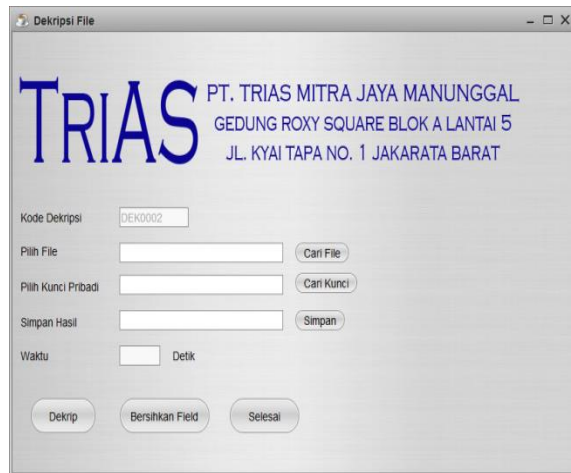 Dekripsi File
TRIAS
PT. TRIAS MITRA JAYA MANUNGGAL
GEDUNG ROXY SQUARE BLOK A LANTAI 5
JL. KYAI TAPA NO. 1 JAKARATA BARAT
Kode Dekripsi DEK0002
Pilih File Cari File
Pilih Kunci Pribadi Cari Kunci
Simpan Hasil Simpan
Waktu Detik
Dekrip Bersihkan Field Selesai